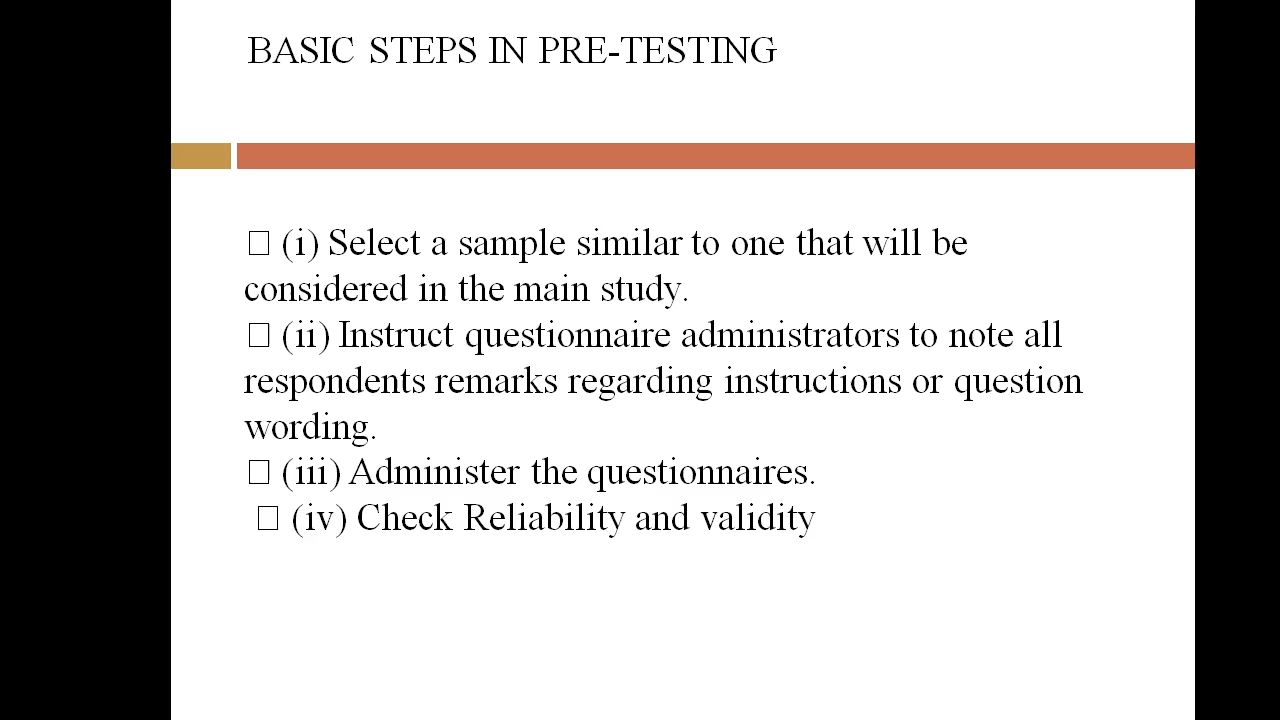 BASIC STEPS IN PRE-TESTING
□ (i) Select a sample similar to one that will be
considered in the main study.
□ (ii) Instruct questionnaire administrators to note all
respondents remarks regarding instructions or question
wording.
□ (iii) Administer the questionnaires.
□ (iv) Check Reliability and validity